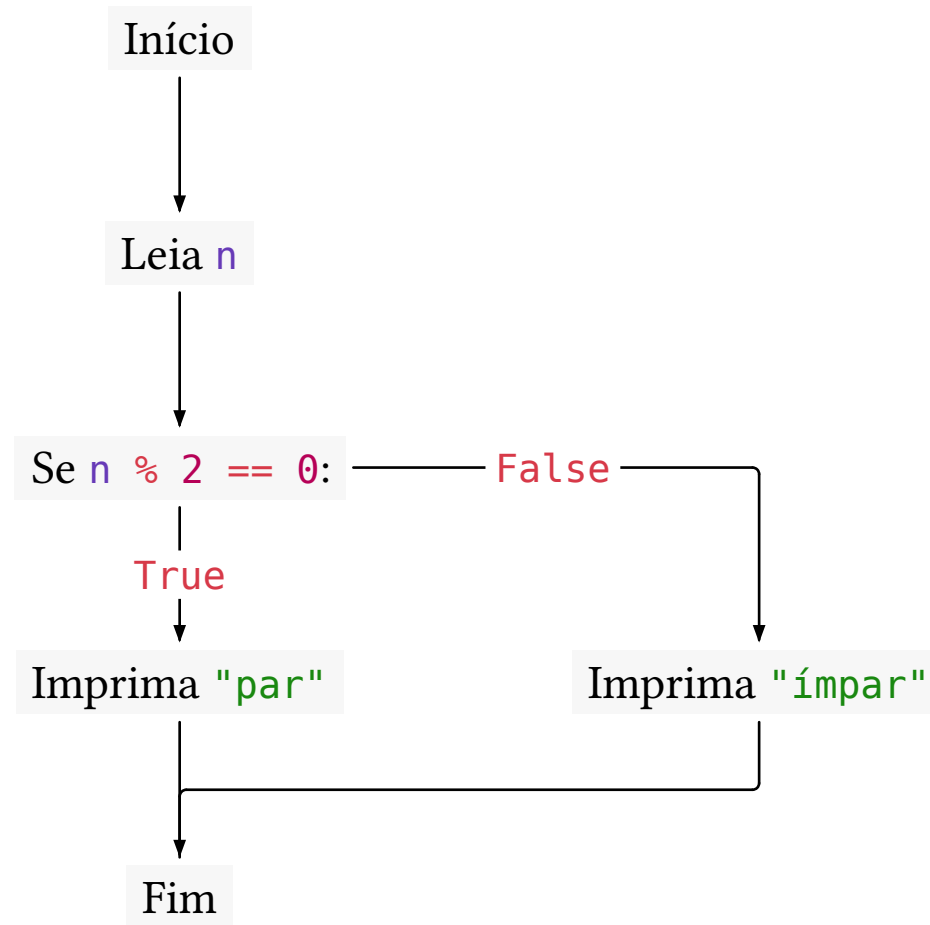 Início
Leia n
Se n % 2 == 0:
False
True
Imprima "par"
Imprima "ímpar"
Fim